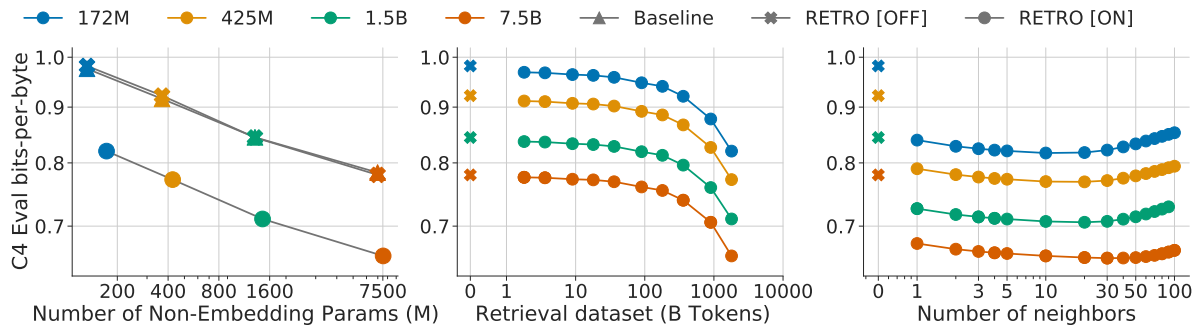 172M 425M 1.5B 7.5B Baseline RETRO [OFF] RETRO [ON]
C4 Eval bits-per-byte
1.0
0.9
0.8
0.7
200 400 800 1600 7500
Number of Non-Embedding Params (M)
1.0
0.9
0.8
0.7
0 1 10 100 1000 10000
Retrieval dataset (B Tokens)
1.0
0.9
0.8
0.7
0 1 3 5 10 30 50 100
Number of neighbors